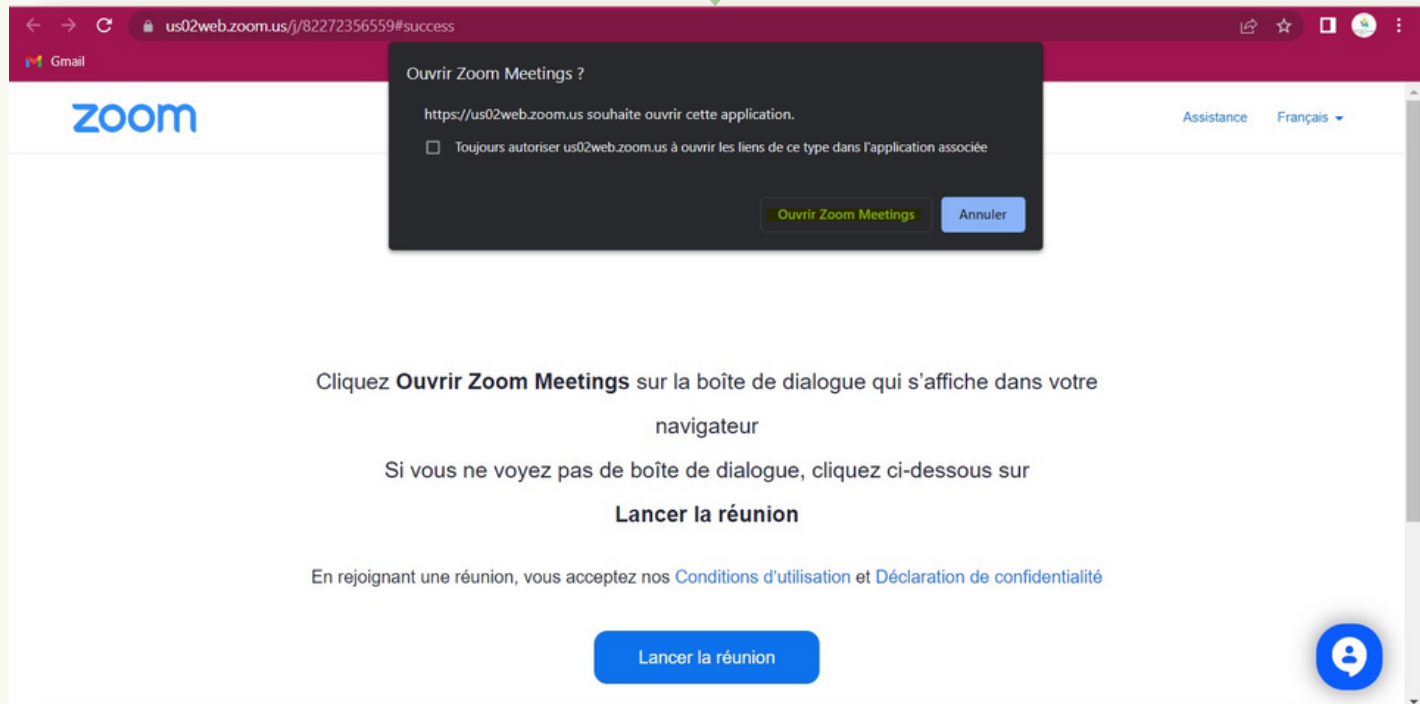 us02web.zoom.us/j/82272356559#success
Gmail
Ouvrir Zoom Meetings ?
https://us02web.zoom.us souhaite ouvrir cette application.
Toujours autoriser us02web.zoom.us à ouvrir les liens de ce type dans l'application associée
Ouvrir Zoom Meetings Annuler
zoom
Assistance Français
Cliquez Ouvrir Zoom Meetings sur la boîte de dialogue qui s’affiche dans votre
navigateur
Si vous ne voyez pas de boîte de dialogue, cliquez ci-dessous sur
Lancer la réunion
En rejoignant une réunion, vous acceptez nos Conditions d’utilisation et Déclaration de confidentialité
Lancer la réunion